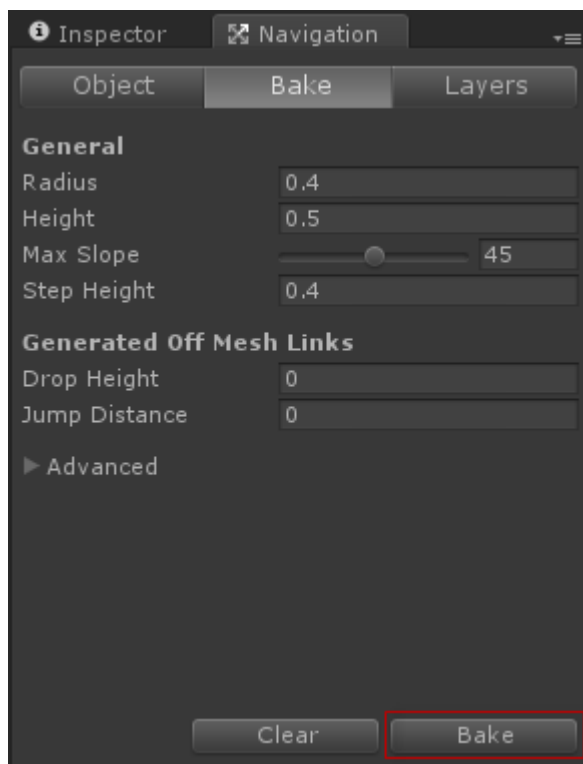 Inspector Navigation
Object Bake Layers
General
Radius 0.4
Height 0.5
Max Slope 45
Step Height 0.4
Generated Off Mesh Links
Drop Height 0
Jump Distance 0
Advanced
Clear Bake